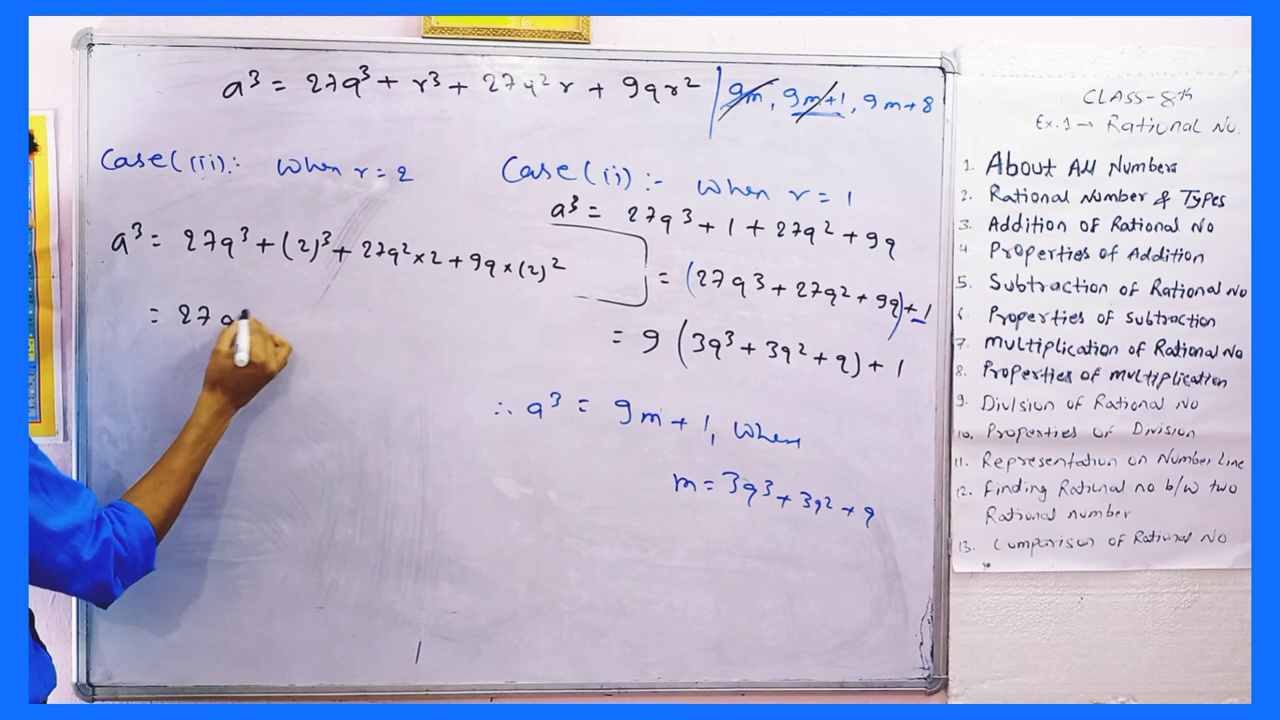 a³ = 27q³ + r³ + 27q²r + 9qr² | 9m, 9m+1, 9m+8
Case(iii):- When r = 2
a³ = 27q³ + (2)³ + 27q² × 2 + 9q × (2)²
= 27q
Case(ii):- When r = 1
a³ = 27q³ + 1 + 27q² + 9q
= (27q³ + 27q² + 9q) + 1
= 9 (3q³ + 3q² + q) + 1
∴ a³ = 9m + 1, When
m = 3q³ + 3q² + q
CLASS-8th
Ex.1→ Rational No.
1. About All Numbers
2. Rational Number & Types
3. Addition of Rational No
4. Properties of Addition
5. Subtraction of Rational No
6. Properties of Subtraction
7. Multiplication of Rational No
8. Properties of multiplication
9. Division of Rational No
10. Properties of Division
11. Representation on Number Line
12. Finding Rational no b/w two
Rational number
13. Comparison of Rational No